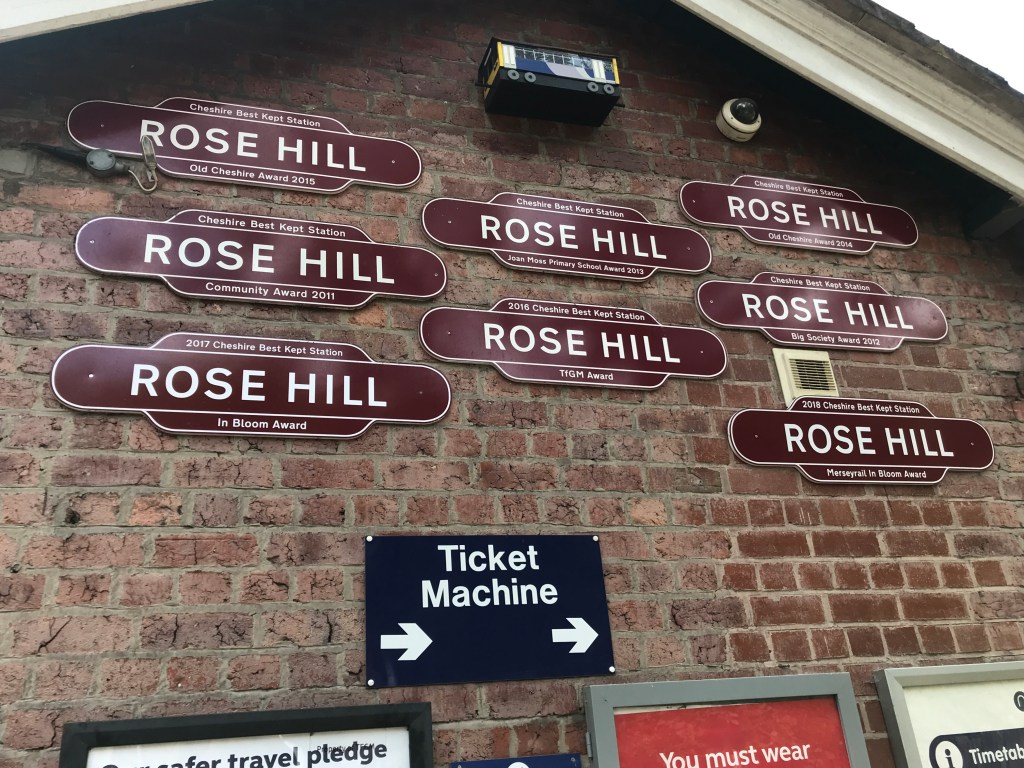 Cheshire Best Kept Station
ROSE HILL
Old Cheshire Award 2015
Cheshire Best Kept Station
ROSE HILL
Joan Moss Primary School Award 2013
Cheshire Best Kept Station
ROSE HILL
Old Cheshire Award 2014
Cheshire Best Kept Station
ROSE HILL
Community Award 2011
2016 Cheshire Best Kept Station
ROSE HILL
TfGM Award
Cheshire Best Kept Station
ROSE HILL
Big Society Award 2012
2017 Cheshire Best Kept Station
ROSE HILL
In Bloom Award
2018 Cheshire Best Kept Station
ROSE HILL
Merseyrail In Bloom Award
Ticket
Machine
safer travel pledge
You must wear
i